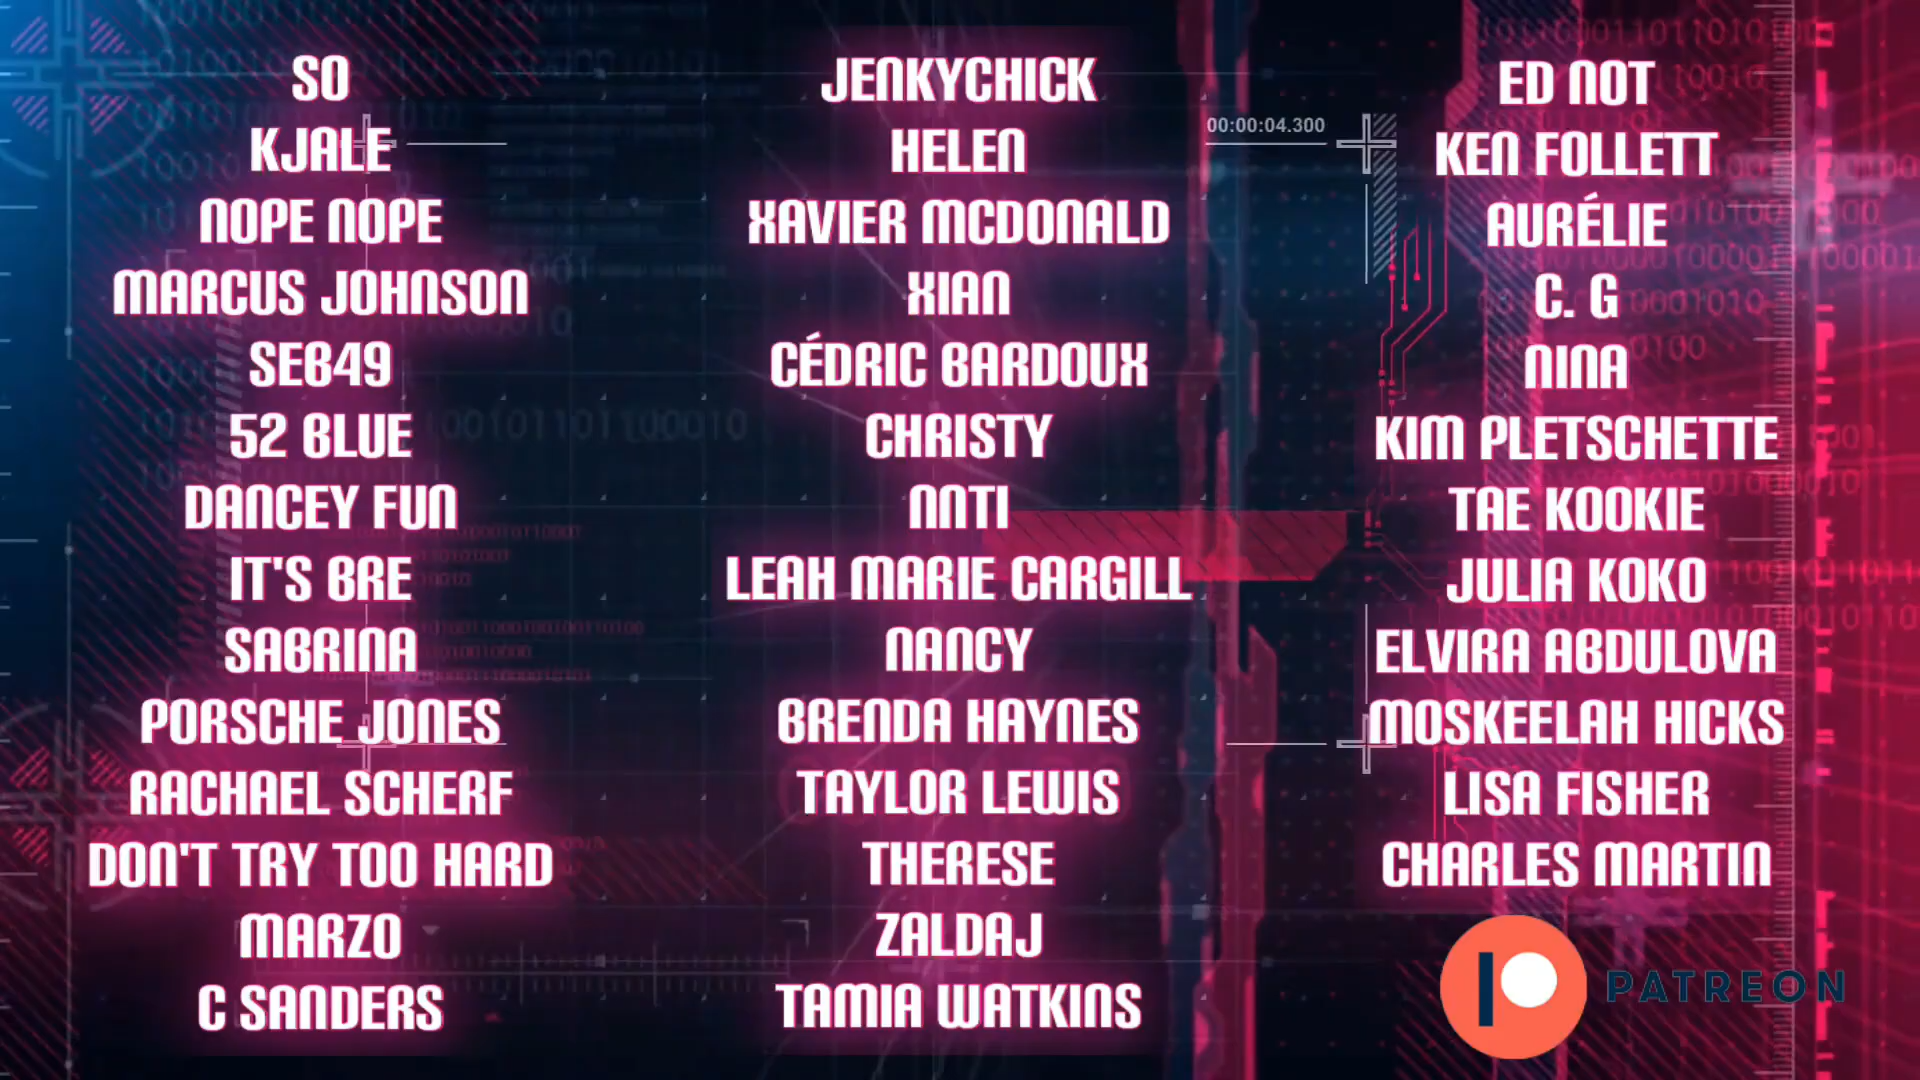 SO
KJALE
NOPE NOPE
MARCUS JOHNSON
SEB49
52 BLUE
DANCEY FUN
IT'S BRE
SABRINA
PORSCHE JONES
RACHAEL SCHERF
DON'T TRY TOO HARD
MARZO
C SANDERS
JENKYCHICK
HELEN
XAVIER MCDONALD
XIAN
CÉDRIC BARDOUX
CHRISTY
NNTI
LEAH MARIE CARGILL
NANCY
BRENDA HAYNES
TAYLOR LEWIS
THERESE
ZALDAJ
TAMIA WATKINS
00:00:04.300
ED NOT
KEN FOLLETT
AURÉLIE
C. G
NINA
KIM PLETSCHETTE
TAE KOOKIE
JULIA KOKO
ELVIRA ABDULOVA
MOSKEELAH HICKS
LISA FISHER
CHARLES MARTIN
PATREON